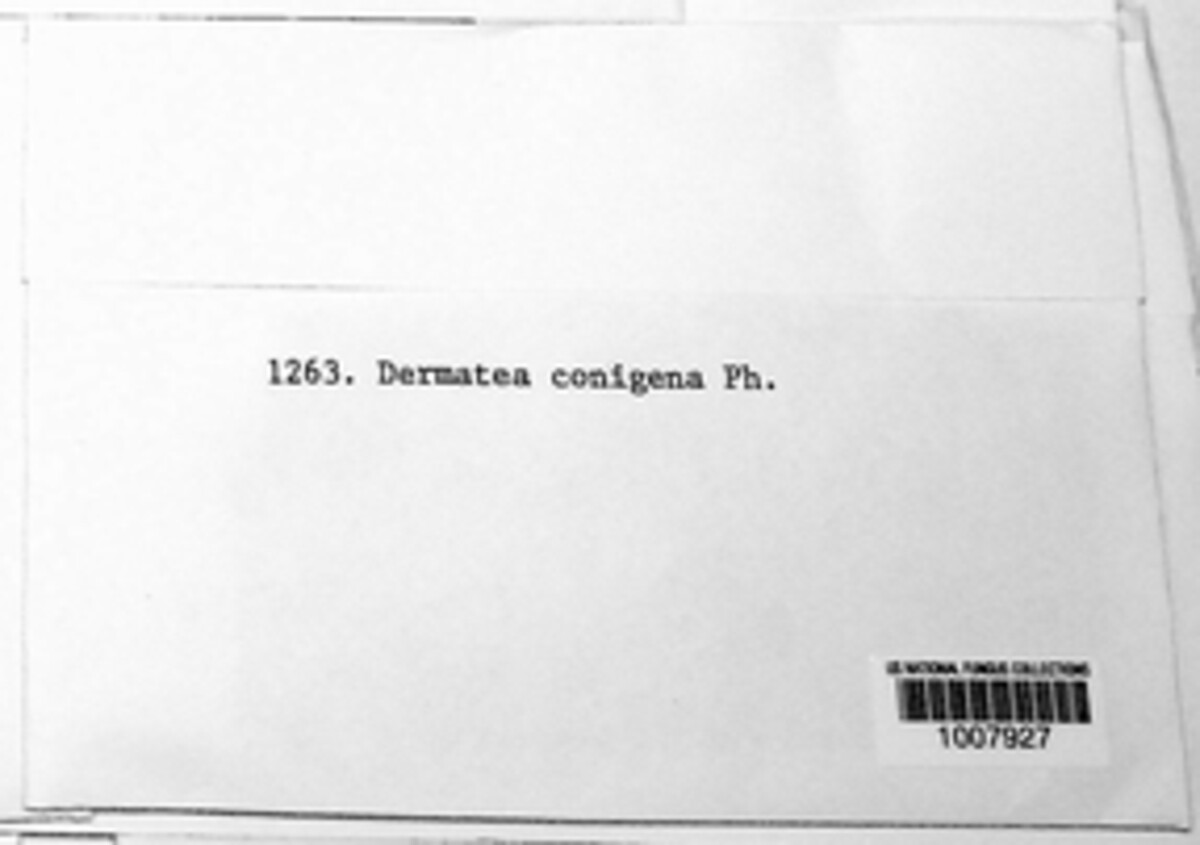 1263. Dermatea conigena Ph.
US NATIONAL FUNGUS COLLECTIONS
1007927